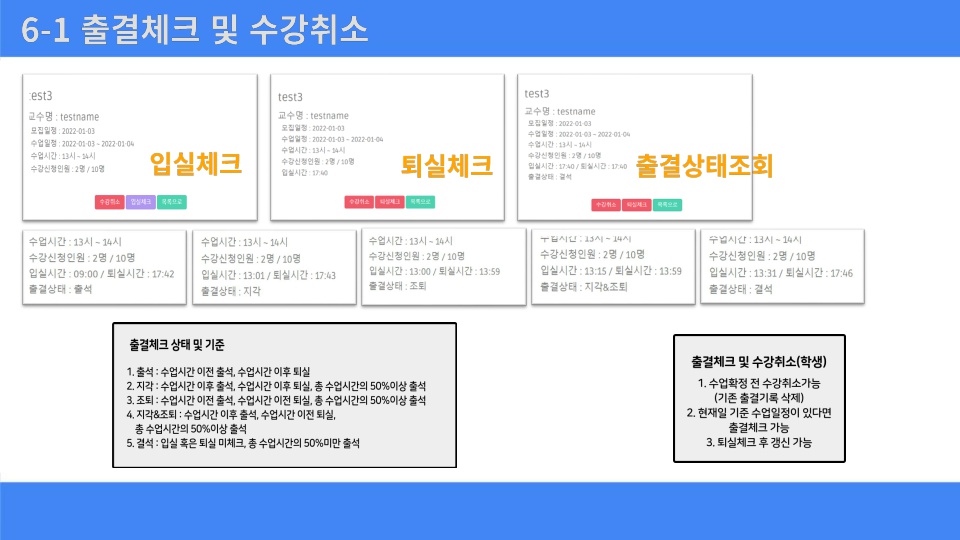 6-1 출결체크 및 수강취소
test3
교수명 : testname
모집일정 : 2022-01-03
수업일정 : 2022-01-03 ~ 2022-01-04
수업시간 : 13시 ~ 14시
수강신청인원 : 2명 / 10명
입실체크
수강취소 입실체크 목록으로
test3
교수명 : testname
모집일정 : 2022-01-03
수업일정 : 2022-01-03 ~ 2022-01-04
수업시간 : 13시 ~ 14시
수강신청인원 : 2명 / 10명
입실시간 : 17:40
퇴실체크
수강취소 퇴실체크 목록으로
test3
교수명 : testname
모집일정 : 2022-01-03
수업일정 : 2022-01-03 ~ 2022-01-04
수업시간 : 13시 ~ 14시
수강신청인원 : 2명 / 10명
입실시간 : 17:40 / 퇴실시간 : 17:40
출결상태 : 결석
출결상태조회
수강취소 퇴실체크 목록으로
수업시간 : 13시 ~ 14시
수강신청인원 : 2명 / 10명
입실시간 : 09:00 / 퇴실시간 : 17:42
출결상태 : 출석
수업시간 : 13시 ~ 14시
수강신청인원 : 2명 / 10명
입실시간 : 13:01 / 퇴실시간 : 17:43
출결상태 : 지각
수업시간 : 13시 ~ 14시
수강신청인원 : 2명 / 10명
입실시간 : 13:00 / 퇴실시간 : 13:59
출결상태 : 조퇴
수업시간 : 13시 ~ 14시
수강신청인원 : 2명 / 10명
입실시간 : 13:15 / 퇴실시간 : 13:59
출결상태 : 지각&조퇴
수업시간 : 13시 ~ 14시
수강신청인원 : 2명 / 10명
입실시간 : 13:31 / 퇴실시간 : 17:46
출결상태 : 결석
출결체크 상태 및 기준
1. 출석 : 수업시간 이전 출석, 수업시간 이후 퇴실
2. 지각 : 수업시간 이후 출석, 수업시간 이후 퇴실, 총 수업시간의 50%이상 출석
3. 조퇴 : 수업시간 이전 출석, 수업시간 이전 퇴실, 총 수업시간의 50%이상 출석
4. 지각&조퇴 : 수업시간 이후 출석, 수업시간 이전 퇴실,
총 수업시간의 50%이상 출석
5. 결석 : 입실 혹은 퇴실 미체크, 총 수업시간의 50%미만 출석
출결체크 및 수강취소(학생)
1. 수업확정 전 수강취소가능
(기존 출결기록 삭제)
2. 현재일 기준 수업일정이 있다면
출결체크 가능
3. 퇴실체크 후 갱신 가능